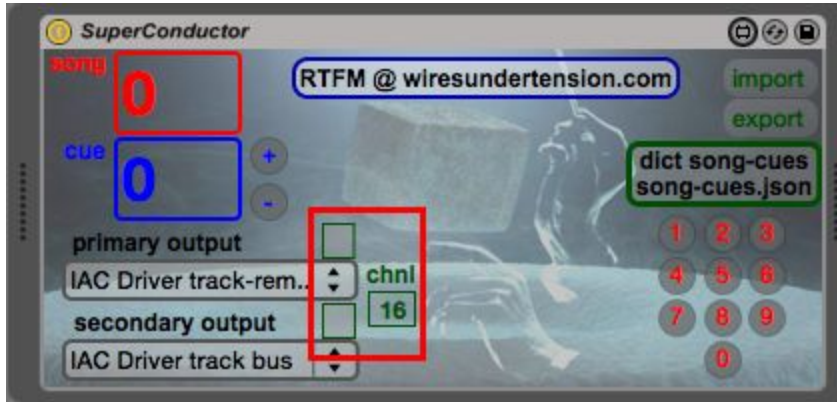 SuperConductor
song
0
RTFM @ wiresundertension.com
import
export
cue
0
+
-
dict song-cues
song-cues.json
primary output
IAC Driver track-rem..
chnl
16
secondary output
IAC Driver track bus
1 2 3
4 5 6
7 8 9
0